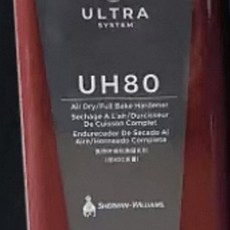 ULTRA
SYSTEM
UH80
Air Dry/Full Bake Hardener
Sechage A L'air/Durcisseur
De Cuisson Complet
Endurecedor De Secado Al
Aire/Horneado Completo
SHERWIN-WILLIAMS